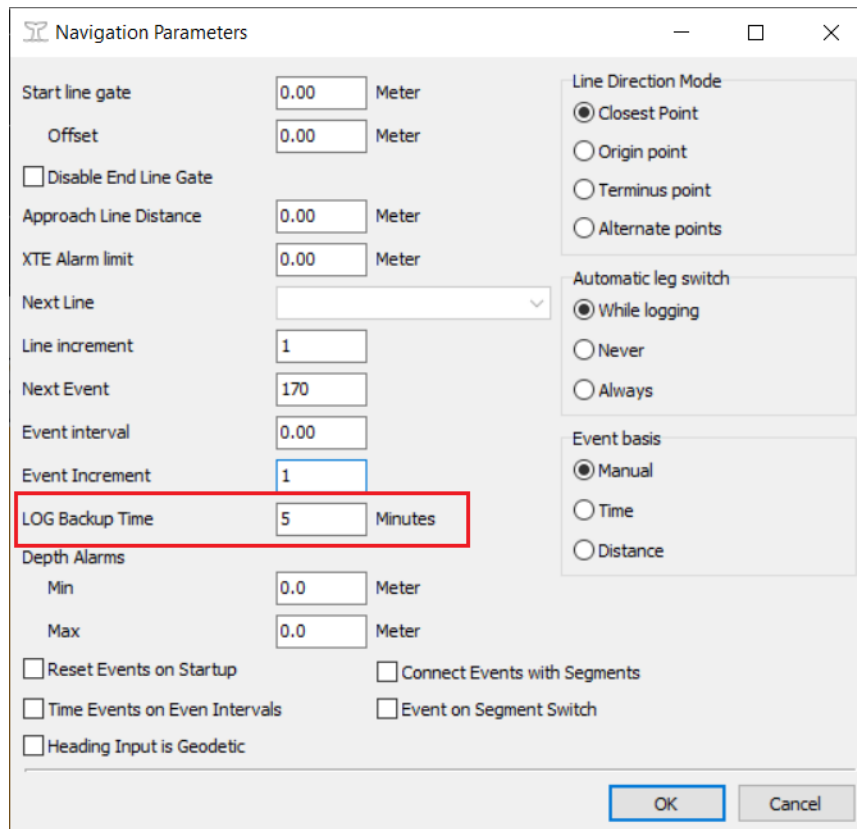 Navigation Parameters
Start line gate 0.00 Meter
Offset 0.00 Meter
Disable End Line Gate
Approach Line Distance 0.00 Meter
XTE Alarm limit 0.00 Meter
Next Line
Line increment 1
Next Event 170
Event interval 0.00
Event Increment 1
LOG Backup Time 5 Minutes
Depth Alarms
Min 0.0 Meter
Max 0.0 Meter
Reset Events on Startup
Time Events on Even Intervals
Heading Input is Geodetic
Connect Events with Segments
Event on Segment Switch
Line Direction Mode
Closest Point
Origin point
Terminus point
Alternate points
Automatic leg switch
While logging
Never
Always
Event basis
Manual
Time
Distance
OK
Cancel